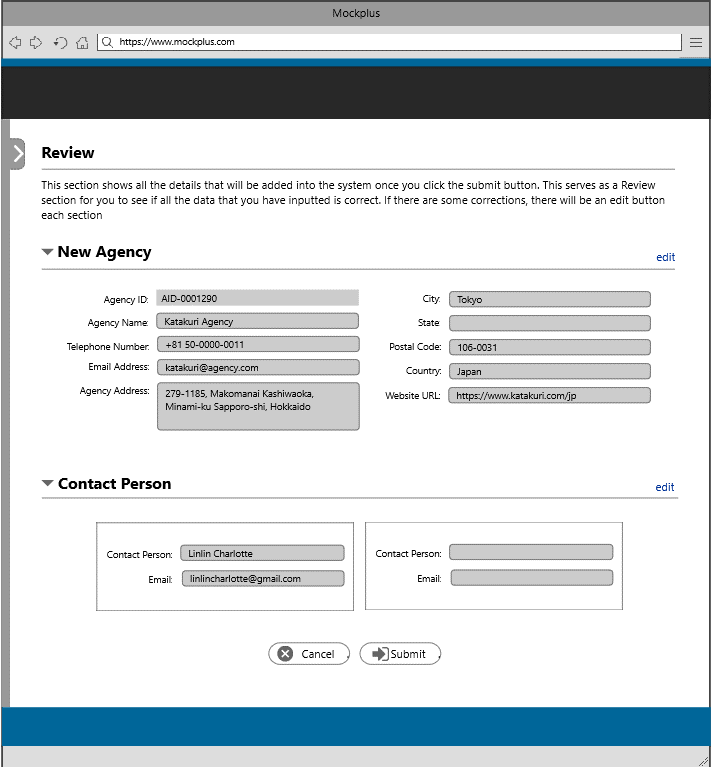 Mockplus
https://www.mockplus.com
Review
This section shows all the details that will be added into the system once you click the submit button. This serves as a Review
section for you to see if all the data that you have inputted is correct. If there are some corrections, there will be an edit button
each section
New Agency
edit
Agency ID: AID-0001290
Agency Name: Katakuri Agency
Telephone Number: +81 50-0000-0011
Email Address: katakuri@agency.com
Agency Address: 279-1185, Makomanai Kashiwaoka,
Minami-ku Sapporo-shi, Hokkaido
City: Tokyo
State:
Postal Code: 106-0031
Country: Japan
Website URL: https://www.katakuri.com/jp
Contact Person
edit
Contact Person: Linlin Charlotte
Email: linlincharlotte@gmail.com
Contact Person:
Email:
Cancel
Submit